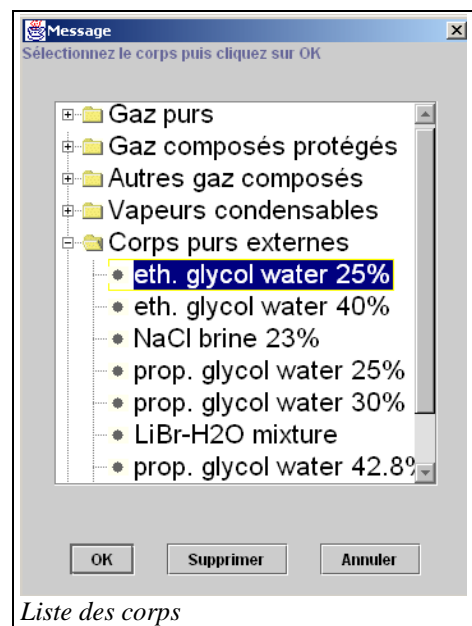 Message
Sélectionnez le corps puis cliquez sur OK
Gaz purs
Gaz composés protégés
Autres gaz composés
Vapeurs condensables
Corps purs externes
eth. glycol water 25%
eth. glycol water 40%
NaCl brine 23%
prop. glycol water 25%
prop. glycol water 30%
LiBr-H2O mixture
prop. glycol water 42.8%
OK Supprimer Annuler
Liste des corps